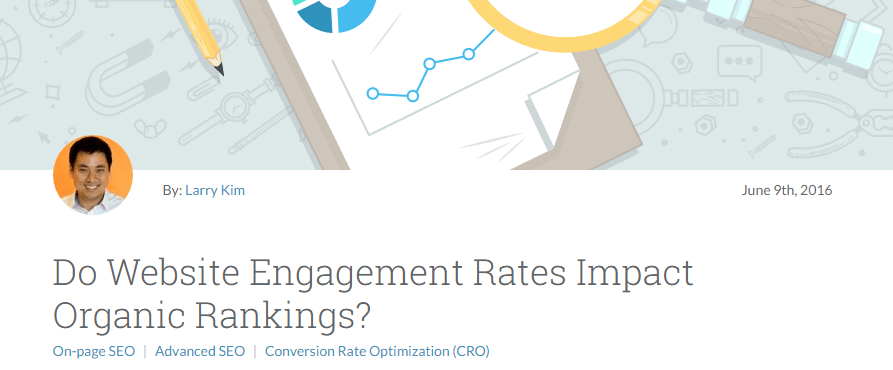 By: Larry Kim
June 9th, 2016
Do Website Engagement Rates Impact
Organic Rankings?
On-page SEO | Advanced SEO | Conversion Rate Optimization (CRO)